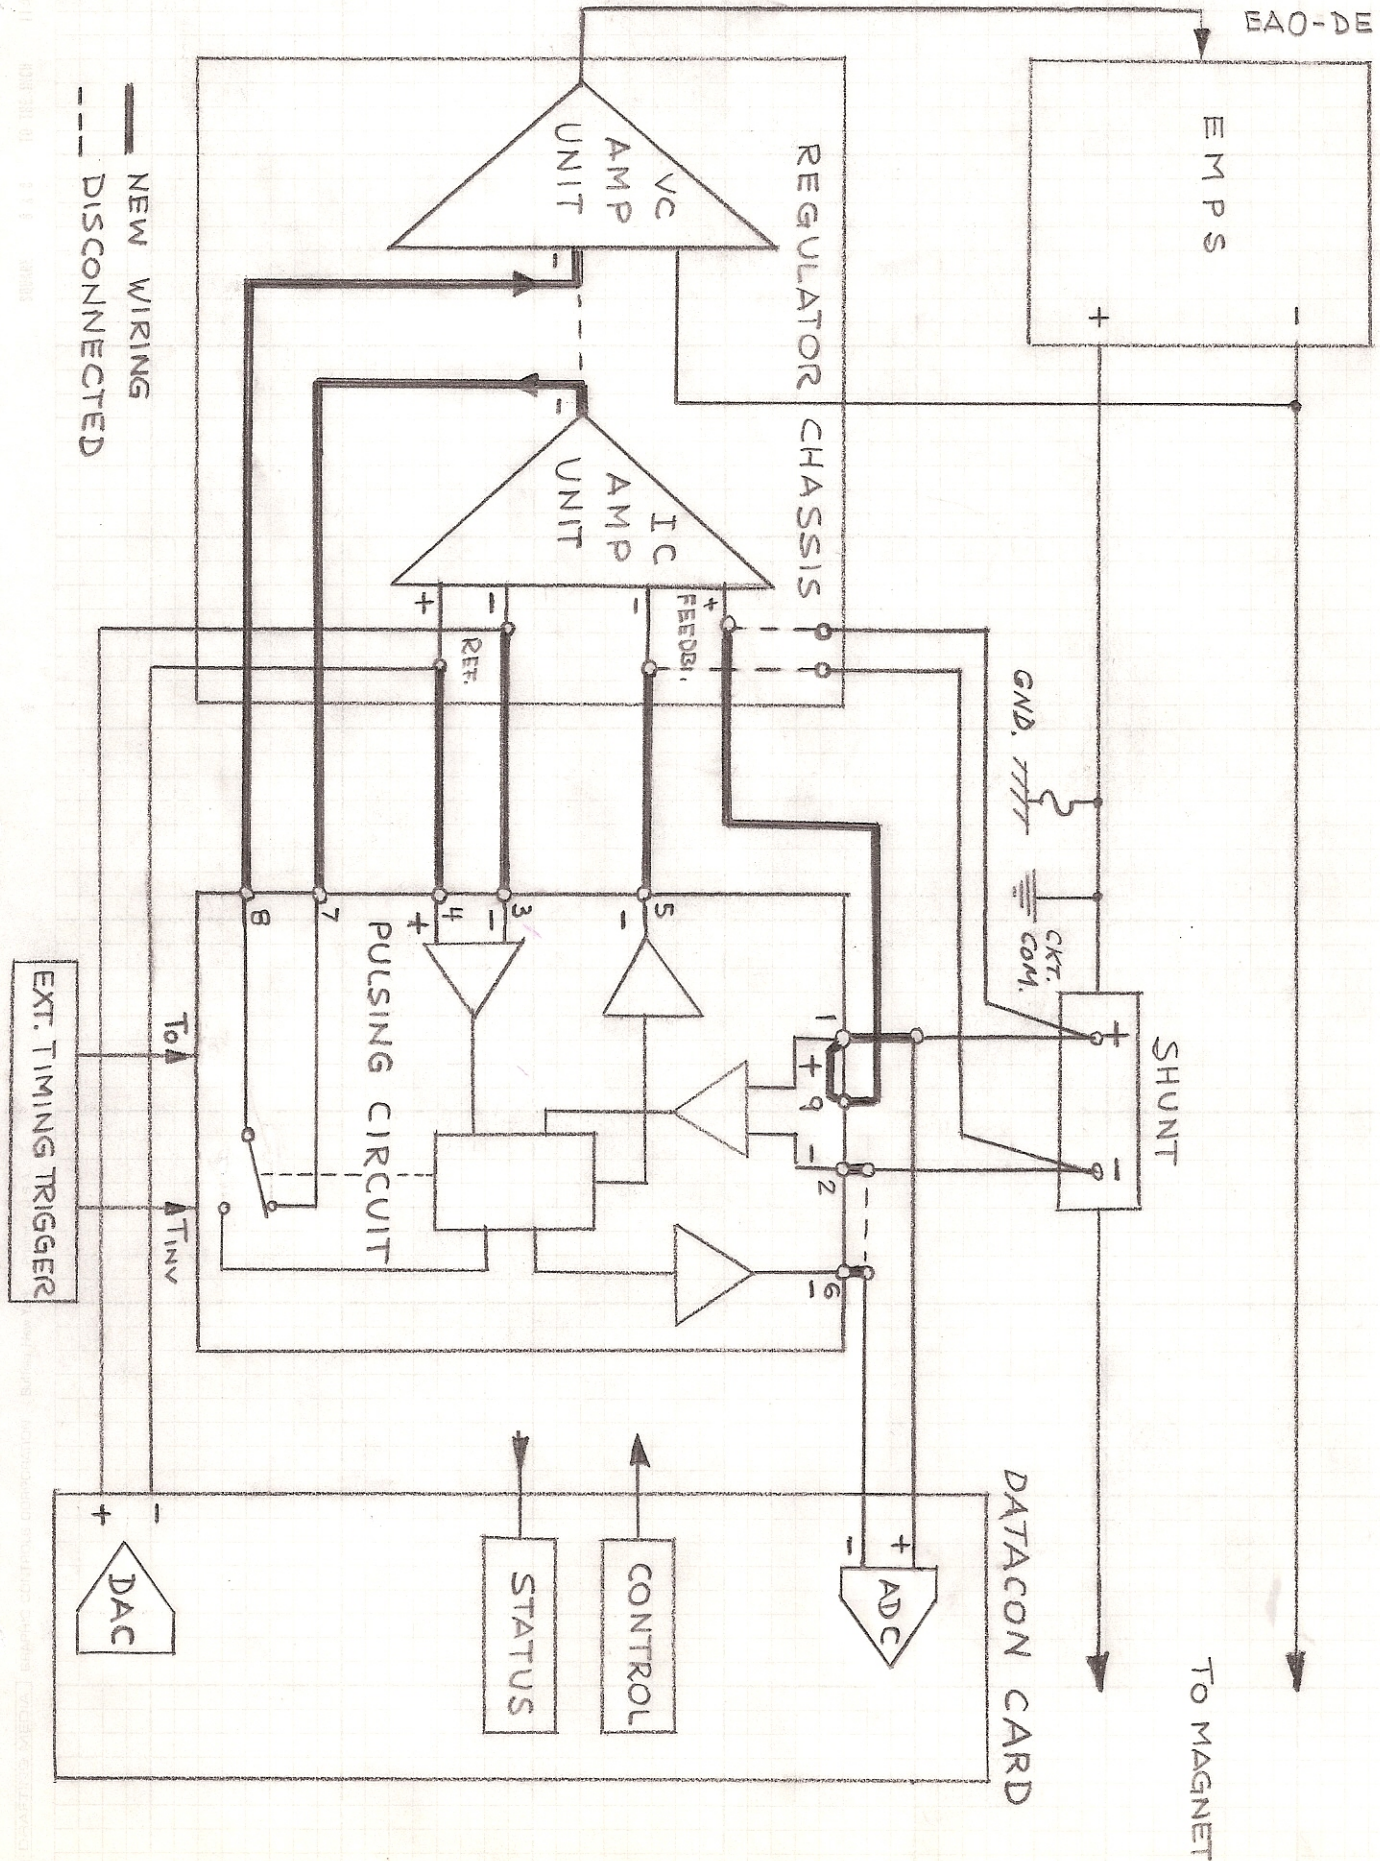 EAO-DE
EMPS
+
-
REGULATOR CHASSIS
VC
AMP
UNIT
-
-
IC
AMP
UNIT
+
-
-
+
REF.
FEEDB.
NEW WIRING
DISCONNECTED
GND.
CKT.
COM.
SHUNT
+
-
TO MAGNET
PULSING CIRCUIT
8
7
4
+
3
-
5
-
1
+
9
-
2
6
-
EXT. TIMING TRIGGER
To
TINV
DATACON CARD
+
-
DAC
STATUS
CONTROL
-
+
ADC